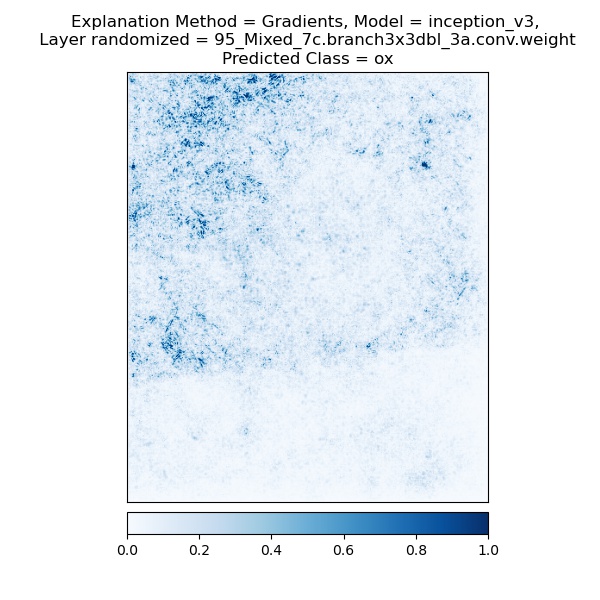 Explanation Method = Gradients, Model = inception_v3,
Layer randomized = 95_Mixed_7c.branch3x3dbl_3a.conv.weight
Predicted Class = ox
0.0 0.2 0.4 0.6 0.8 1.0